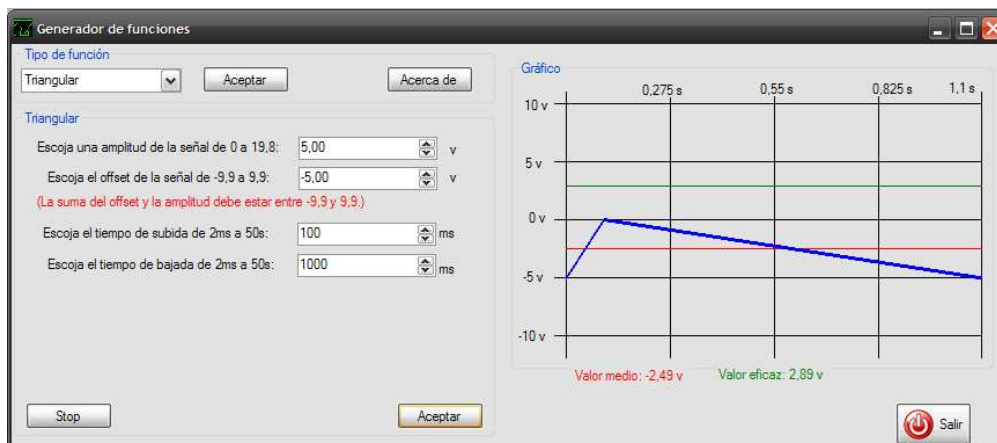 Generador de funciones
Tipo de función
Triangular
Aceptar
Acerca de
Triangular
Escoja una amplitud de la señal de 0 a 19,8: 5,00 v
Escoja el offset de la señal de -9,9 a 9,9: -5,00 v
(La suma del offset y la amplitud debe estar entre -9,9 y 9,9.)
Escoja el tiempo de subida de 2ms a 50s: 100 ms
Escoja el tiempo de bajada de 2ms a 50s: 1000 ms
Stop
Aceptar
Gráfico
0,275 s 0,55 s 0,825 s 1,1 s
10 v
5 v
0 v
-5 v
-10 v
Valor medio: -2,49 v Valor eficaz: 2,89 v
Salir